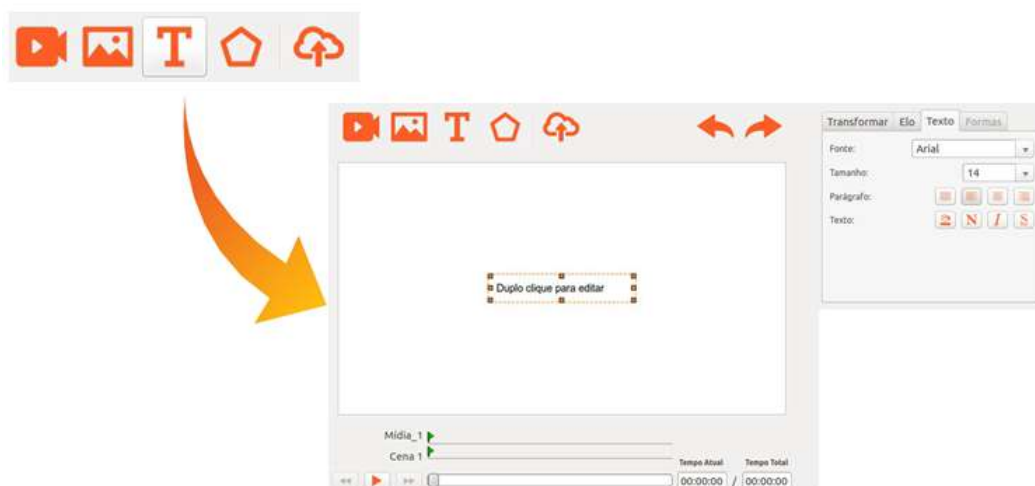 T
T
Transformar Elo Texto Formas
Fonte: Arial
Tamanho: 14
Parágrafo:
Texto: N I S
Duplo clique para editar
Mídia_1
Cena 1
Tempo Atual Tempo Total
00:00:00 / 00:00:00